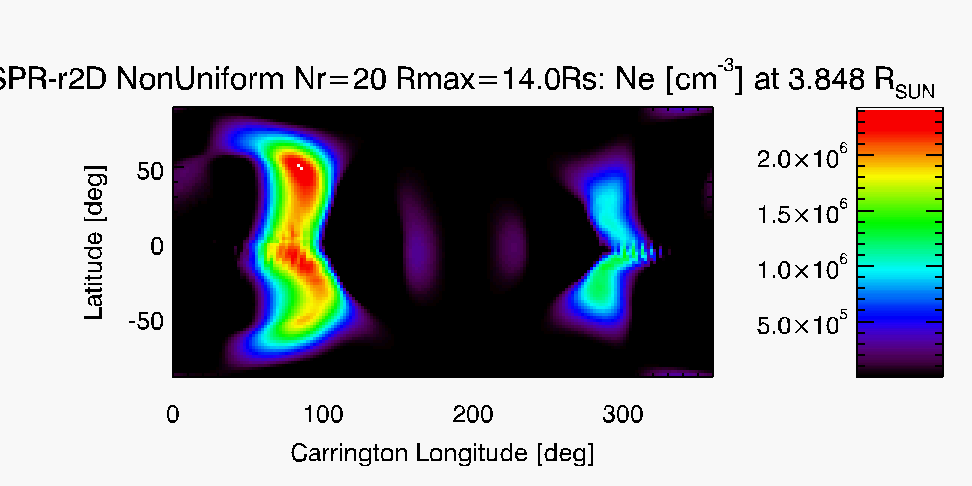 SPR-r2D NonUniform Nr=20 Rmax=14.0Rs: Ne [cm⁻³] at 3.848 R_SUN
2.0×10⁶
1.5×10⁶
1.0×10⁶
5.0×10⁵
50
0
-50
Latitude [deg]
0 100 200 300
Carrington Longitude [deg]